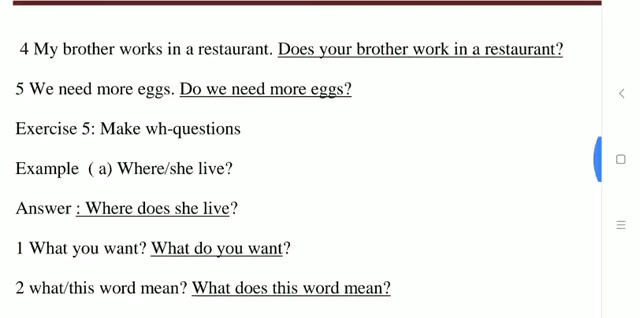 4 My brother works in a restaurant. Does your brother work in a restaurant?
5 We need more eggs. Do we need more eggs?
Exercise 5: Make wh-questions
Example ( a) Where/she live?
Answer : Where does she live?
1 What you want? What do you want?
2 what/this word mean? What does this word mean?